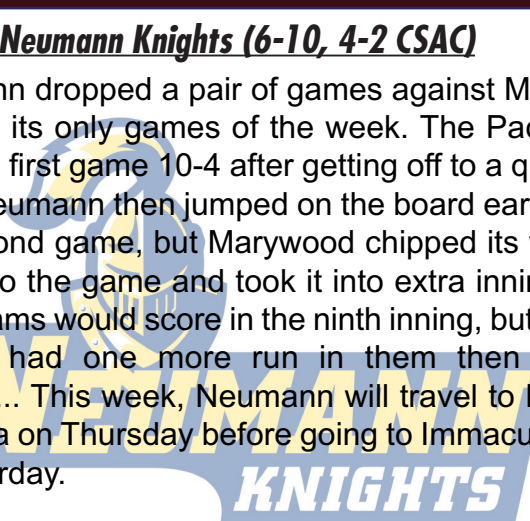 Neumann Knights (6-10, 4-2 CSAC)
nn dropped a pair of games against M
its only games of the week. The Pac
first game 10-4 after getting off to a q
eumann then jumped on the board ear
ond game, but Marywood chipped its
o the game and took it into extra innin
ams would score in the ninth inning, but
had one more run in them then
... This week, Neumann will travel to
a on Thursday before going to Immacu
rday.
NEUMANN
KNIGHTS